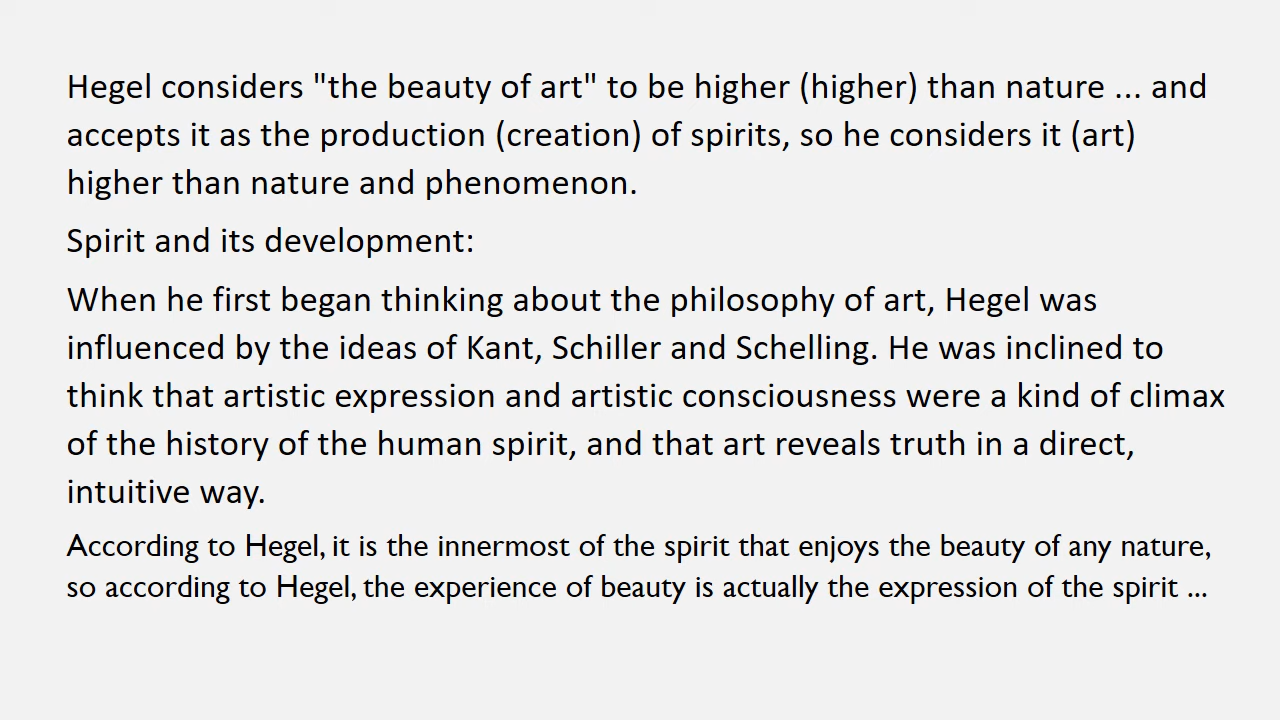 Hegel considers "the beauty of art" to be higher (higher) than nature ... and
accepts it as the production (creation) of spirits, so he considers it (art)
higher than nature and phenomenon.
Spirit and its development:
When he first began thinking about the philosophy of art, Hegel was
influenced by the ideas of Kant, Schiller and Schelling. He was inclined to
think that artistic expression and artistic consciousness were a kind of climax
of the history of the human spirit, and that art reveals truth in a direct,
intuitive way.
According to Hegel, it is the innermost of the spirit that enjoys the beauty of any nature,
so according to Hegel, the experience of beauty is actually the expression of the spirit ...